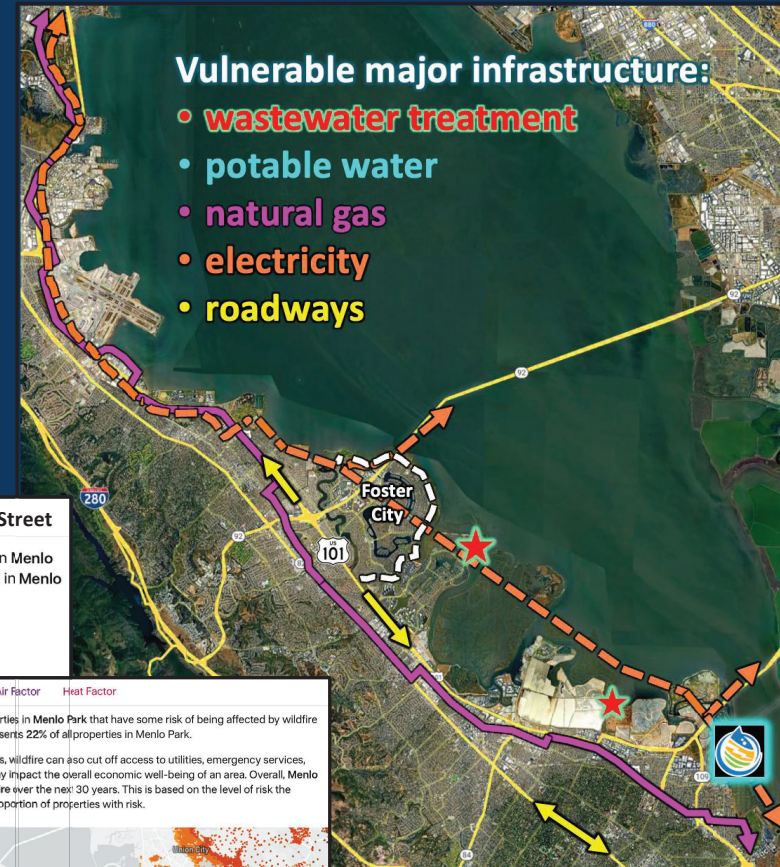 Vulnerable major infrastructure:
• wastewater treatment
• potable water
• natural gas
• electricity
• roadways
880
92
92
280
Foster
City
US
101
92
Street
n Menlo
in Menlo
Air Factor Heat Factor
rties in Menlo Park that have some risk of being affected by wildfire
sents 22% of all properties in Menlo Park.
s, wildfire can also cut off access to utilities, emergency services,
y impact the overall economic well-being of an area. Overall, Menlo
re over the next 30 years. This is based on the level of risk the
oportion of properties with risk.
Union City
109
84